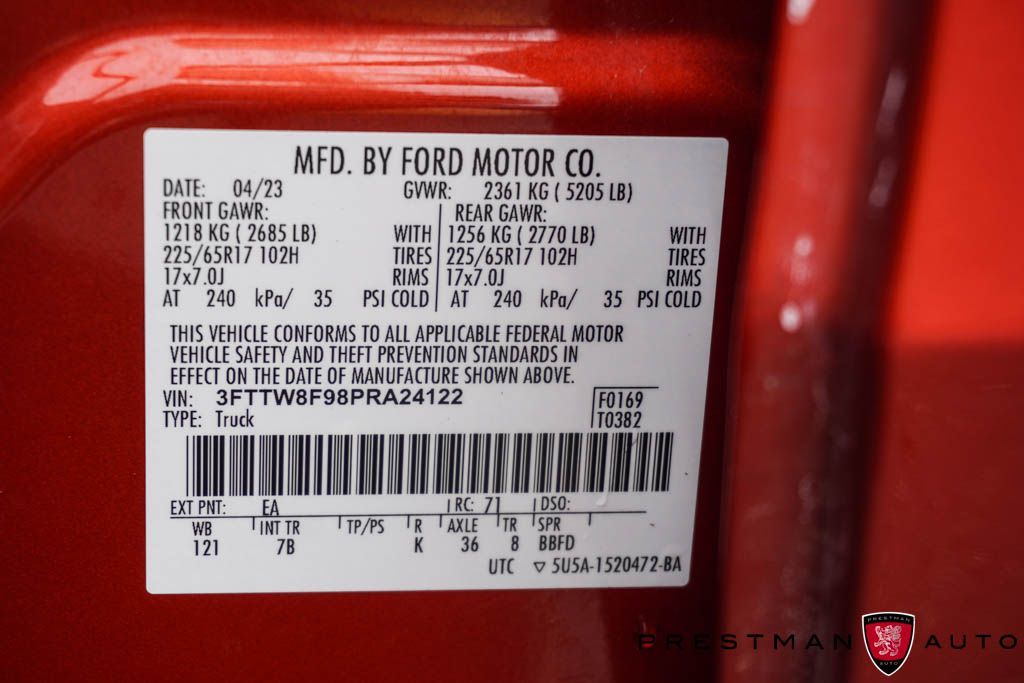 MFD. BY FORD MOTOR CO.
DATE: 04/23 GVWR: 2361 KG ( 5205 LB)
FRONT GAWR: REAR GAWR:
1218 KG ( 2685 LB) WITH 1256 KG ( 2770 LB) WITH
225/65R17 102H TIRES 225/65R17 102H TIRES
17x7.0J RIMS 17x7.0J RIMS
AT 240 kPa/ 35 PSI COLD AT 240 kPa/ 35 PSI COLD
THIS VEHICLE CONFORMS TO ALL APPLICABLE FEDERAL MOTOR
VEHICLE SAFETY AND THEFT PREVENTION STANDARDS IN
EFFECT ON THE DATE OF MANUFACTURE SHOWN ABOVE.
VIN: 3FTTW8F98PRA24122 F0169
TYPE: Truck T0382
EXT PNT: EA RC: 71 DSO:
WB INT TR TP/PS R AXLE TR SPR
121 7B K 36 8 BBFD
UTC ▽ 5U5A-1520472-BA
PRESTMAN AUTO
PRESTMAN
AUTO